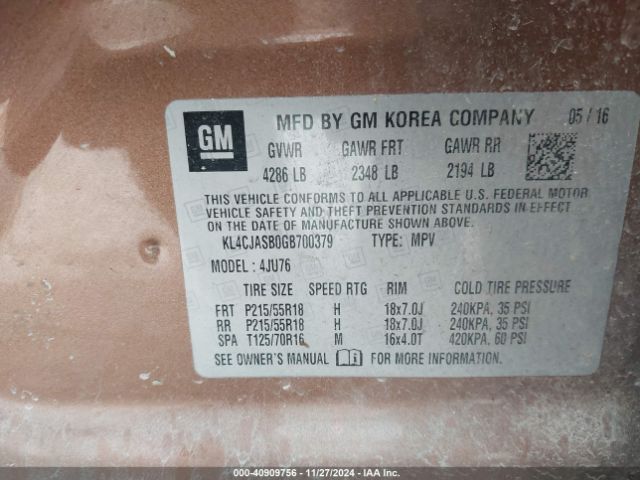 GM
MFD BY GM KOREA COMPANY 05/16
GVWR GAWR FRT GAWR RR
4286 LB 2348 LB 2194 LB
THIS VEHICLE CONFORMS TO ALL APPLICABLE U.S. FEDERAL MOTOR
VEHICLE SAFETY AND THEFT PREVENTION STANDARDS IN EFFECT
ON THE DATE OF MANUFACTURE SHOWN ABOVE.
KL4CJASB0GB700379 TYPE: MPV
MODEL : 4JU76
TIRE SIZE SPEED RTG RIM COLD TIRE PRESSURE
FRT P215/55R18 H 18x7.0J 240KPA, 35 PSI
RR P215/55R18 H 18x7.0J 240KPA, 35 PSI
SPA T125/70R16 M 16x4.0T 420KPA, 60 PSI
SEE OWNER'S MANUAL FOR MORE INFORMATION.
000-40909756 - 11/27/2024 - IAA Inc.